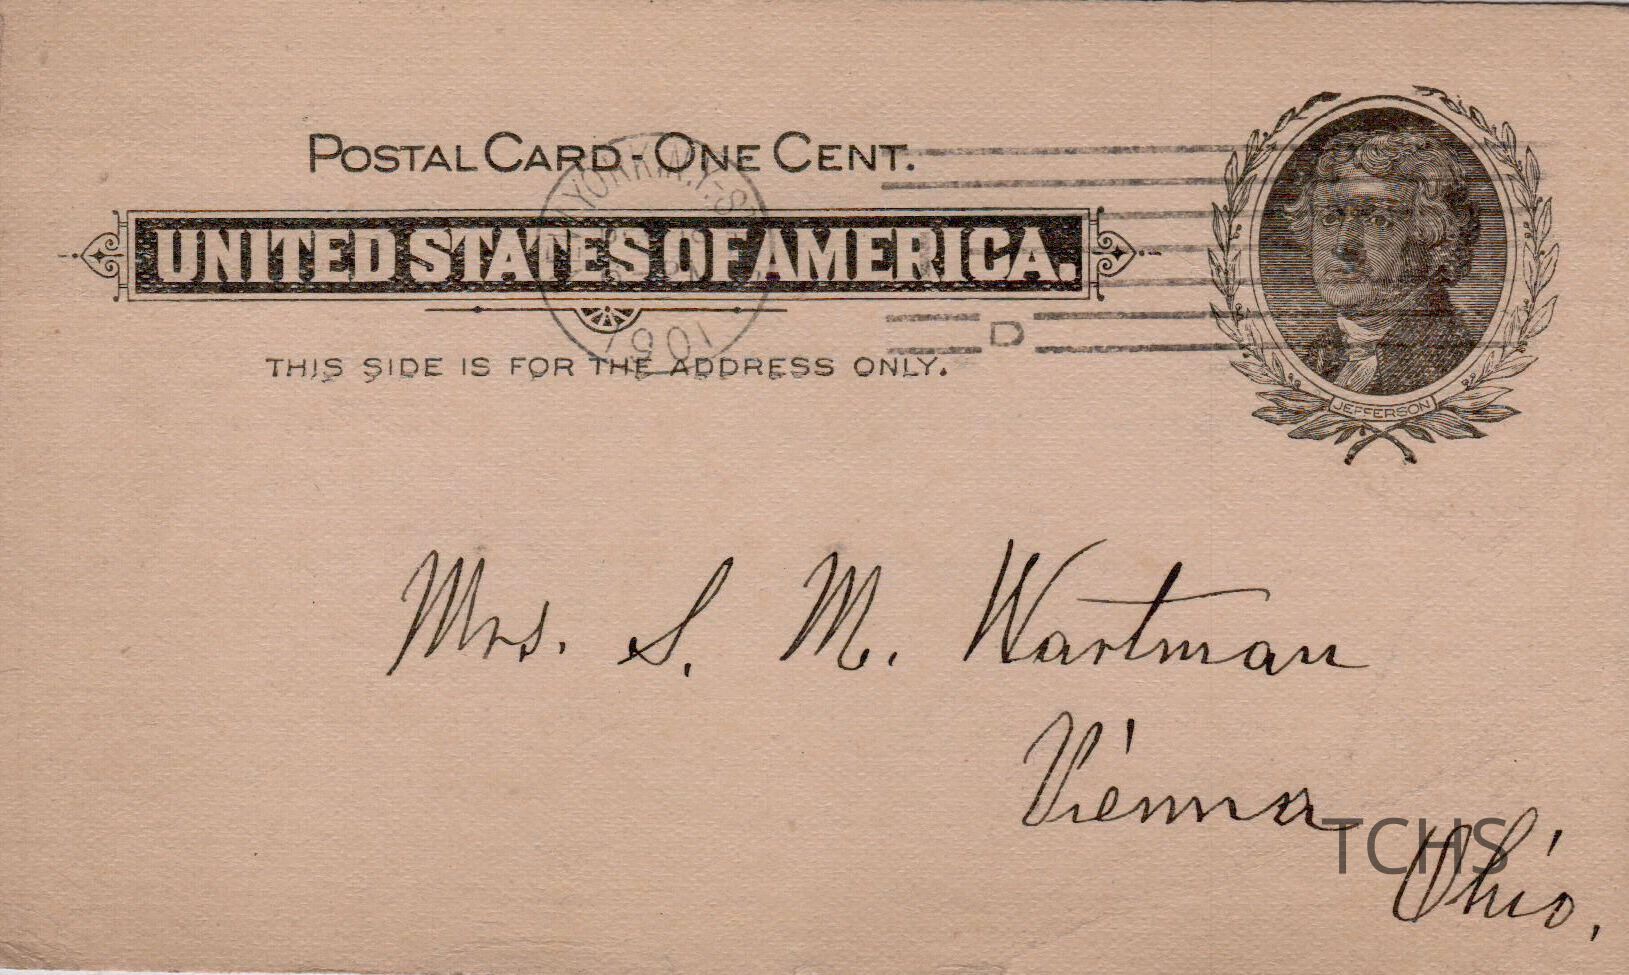 POSTAL CARD - ONE CENT.
YORK, N.Y.
UNITED STATES OF AMERICA.
1901
D
THIS SIDE IS FOR THE ADDRESS ONLY.
JEFFERSON
Mrs. S. M. Wartman
Vienna
TCHS
Ohio.